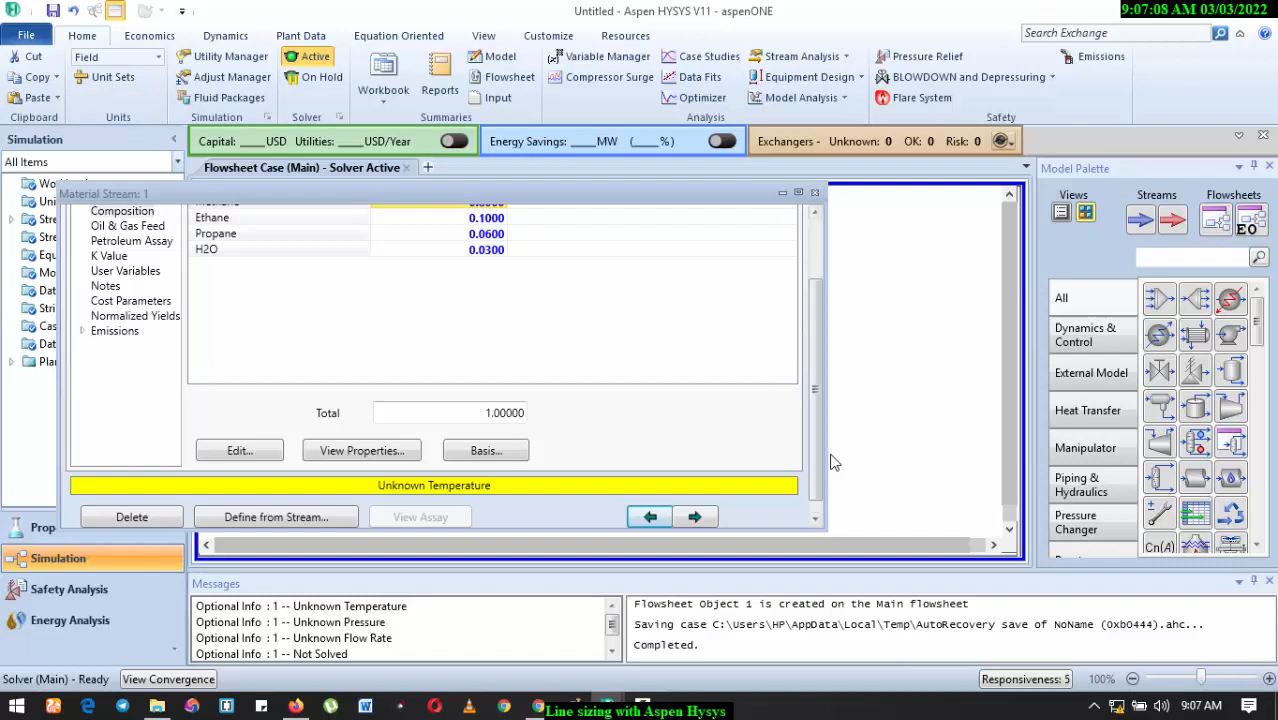 Untitled - Aspen HYSYS V11 - aspenONE
9:07:08 AM 03/03/2022
File Home Economics Dynamics Plant Data Equation Oriented View Customize Resources
Search Exchange
Cut
Copy
Paste
Clipboard
Field
Unit Sets
Units
Utility Manager
Adjust Manager
Fluid Packages
Simulation
Active
On Hold
Solver
Workbook
Reports
Model
Flowsheet
Input
Summaries
Variable Manager
Compressor Surge
Case Studies
Data Fits
Optimizer
Stream Analysis
Equipment Design
Model Analysis
Analysis
Pressure Relief
BLOWDOWN and Depressuring
Flare System
Emissions
Safety
Simulation
All Items
Capital: ____ USD Utilities: ____ USD/Year
Energy Savings: ____ MW (____ %)
Exchangers - Unknown: 0 OK: 0 Risk: 0
Flowsheet Case (Main) - Solver Active
Material Stream: 1
Composition
Oil & Gas Feed
Petroleum Assay
K Value
User Variables
Notes
Cost Parameters
Normalized Yields
Emissions
Ethane 0.1000
Propane 0.0600
H2O 0.0300
Total 1.00000
Edit...
View Properties...
Basis...
Unknown Temperature
Delete
Define from Stream...
View Assay
Model Palette
Views
Streams
Flowsheets
EO
All
Dynamics &
Control
External Model
Heat Transfer
Manipulator
Piping &
Hydraulics
Pressure
Changer
Cn(A)
Prop
Simulation
Safety Analysis
Energy Analysis
Messages
Optional Info : 1 -- Unknown Temperature
Optional Info : 1 -- Unknown Pressure
Optional Info : 1 -- Unknown Flow Rate
Optional Info : 1 -- Not Solved
Flowsheet Object 1 is created on the Main flowsheet
Saving case C:\Users\HP\AppData\Local\Temp\AutoRecovery save of NoName (0xb0444).ahc...
Completed.
Solver (Main) - Ready
View Convergence
Responsiveness: 5
100%
Line sizing with Aspen Hysys
9:07 AM